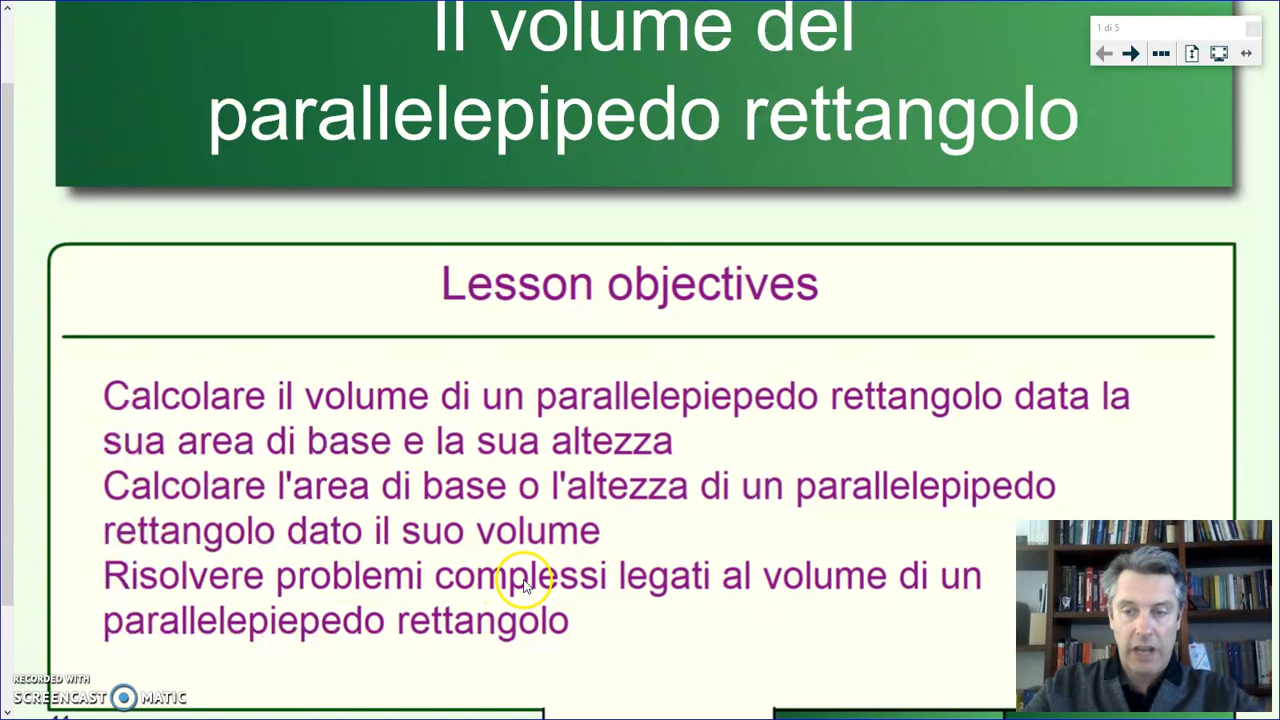 Il volume del
parallelepipedo rettangolo
1 di 5
Lesson objectives
Calcolare il volume di un parallelepiepedo rettangolo data la
sua area di base e la sua altezza
Calcolare l'area di base o l'altezza di un parallelepipedo
rettangolo dato il suo volume
Risolvere problemi complessi legati al volume di un
parallelepiepedo rettangolo
RECORDED WITH
SCREENCAST MATIC